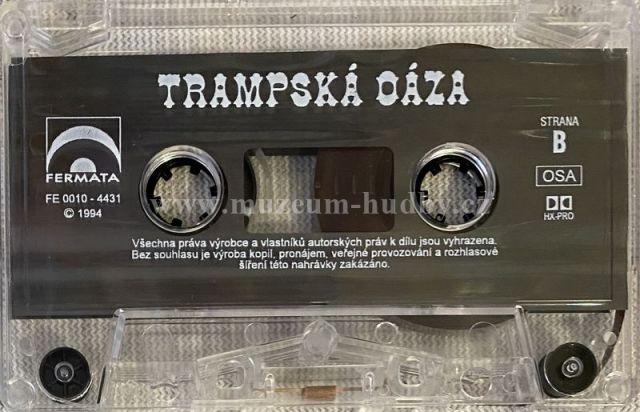 TRAMPSKÁ OÁZA
FERMATA
FE 0010 - 4431
© 1994
STRANA
B
OSA
HX-PRO
www.muzeum-hudby.cz
Všechna práva výrobce a vlastníků autorských práv k dílu jsou vyhrazena.
Bez souhlasu je výroba kopií, pronájem, veřejné provozování a rozhlasové
šíření této nahrávky zakázáno.